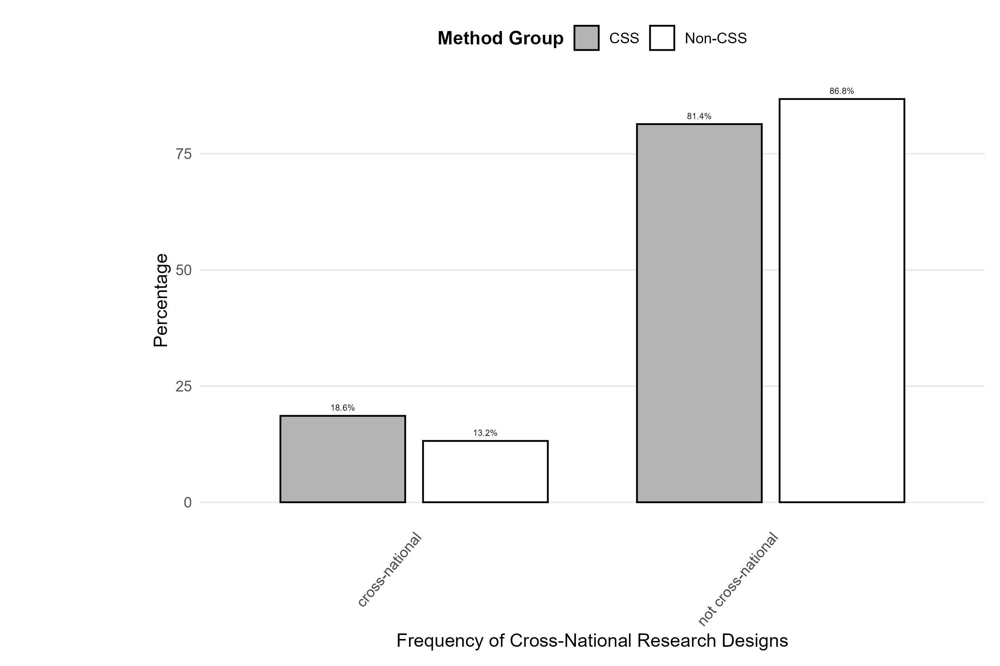 Method Group CSS Non-CSS
86.8%
81.4%
75
50
25
0
Percentage
18.6%
13.2%
cross-national
not cross-national
Frequency of Cross-National Research Designs